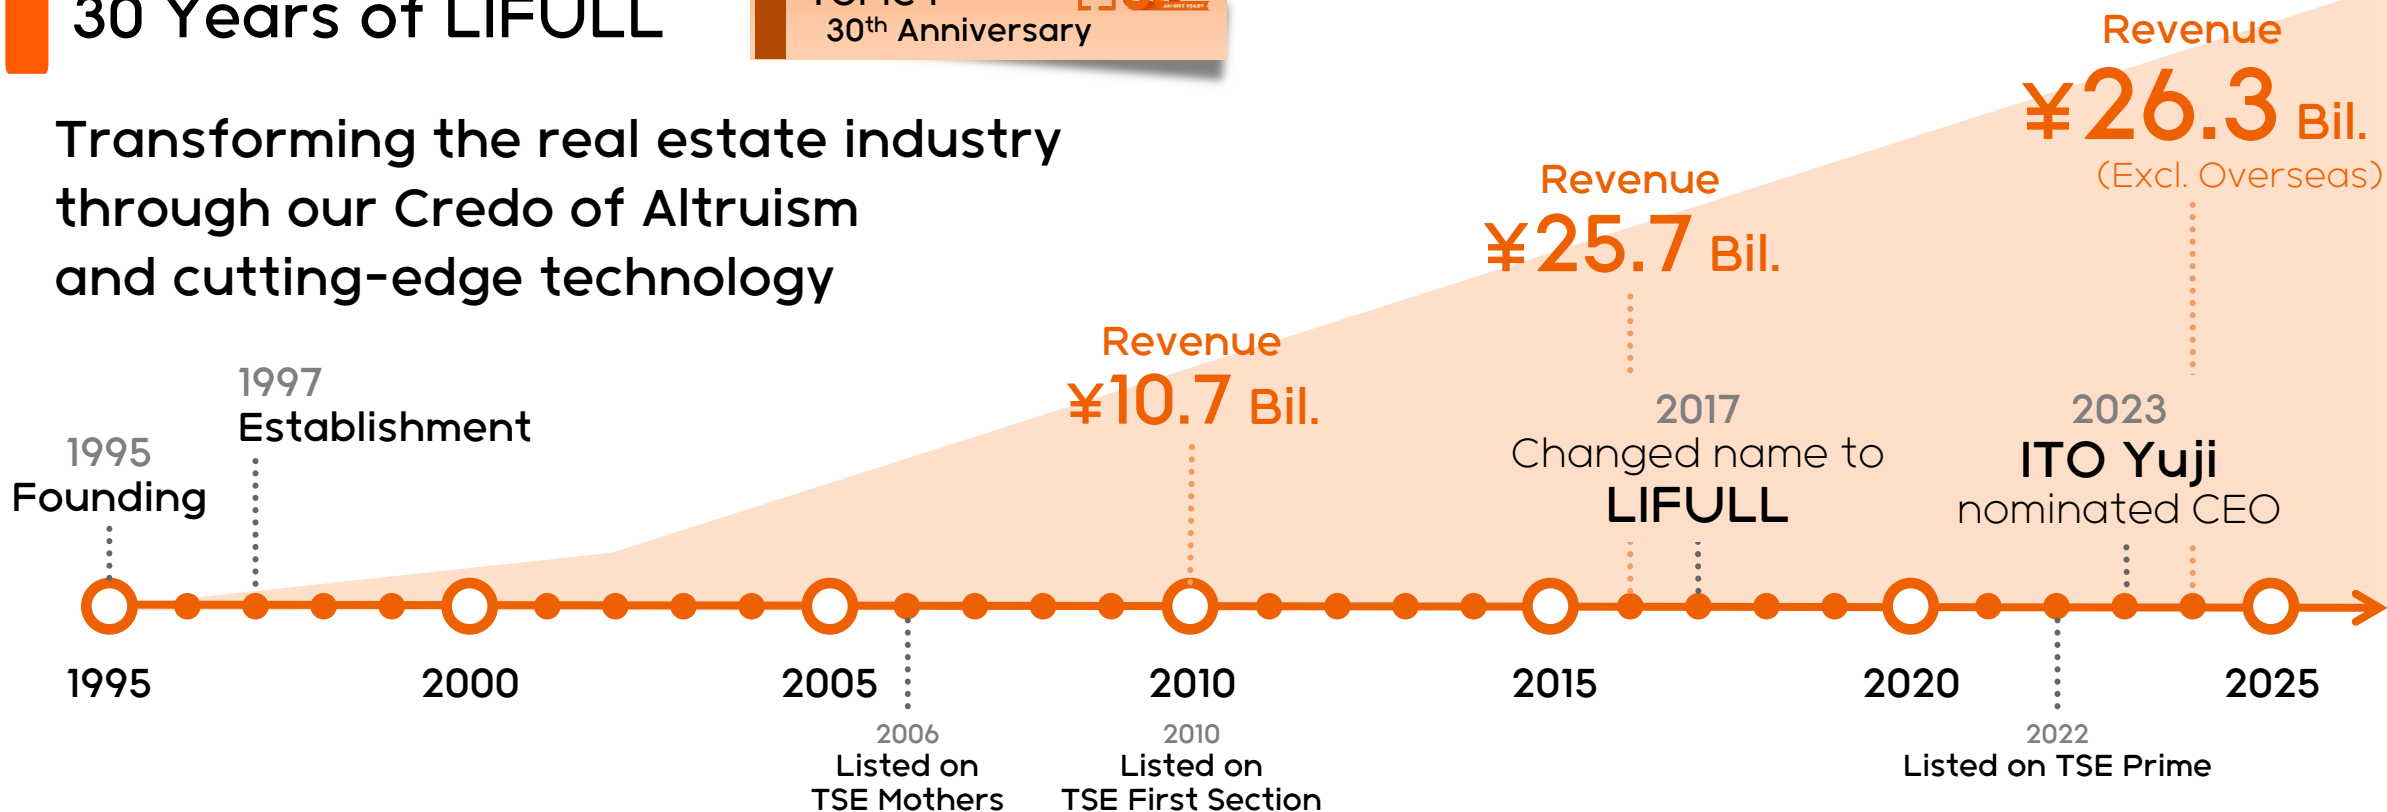 30 Years of LIFULL
30th Anniversary
Transforming the real estate industry
through our Credo of Altruism
and cutting-edge technology
Revenue
¥26.3 Bil.
(Excl. Overseas)
Revenue
¥25.7 Bil.
Revenue
¥10.7 Bil.
1995
Founding
1997
Establishment
2017
Changed name to
LIFULL
2023
ITO Yuji
nominated CEO
1995
2000
2005
2010
2015
2020
2025
2006
Listed on
TSE Mothers
2010
Listed on
TSE First Section
2022
Listed on TSE Prime